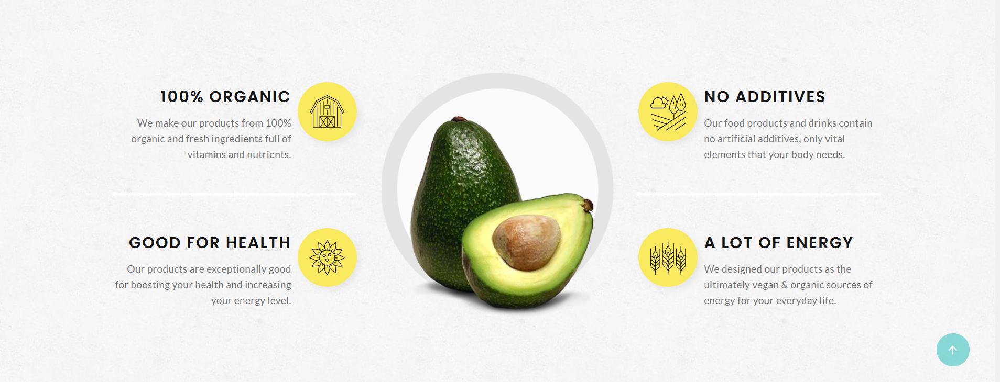 100% ORGANIC
We make our products from 100%
organic and fresh ingredients full of
vitamins and nutrients.
GOOD FOR HEALTH
Our products are exceptionally good
for boosting your health and increasing
your energy level.
NO ADDITIVES
Our food products and drinks contain
no artificial additives, only vital
elements that your body needs.
A LOT OF ENERGY
We designed our products as the
ultimately vegan & organic sources of
energy for your everyday life.